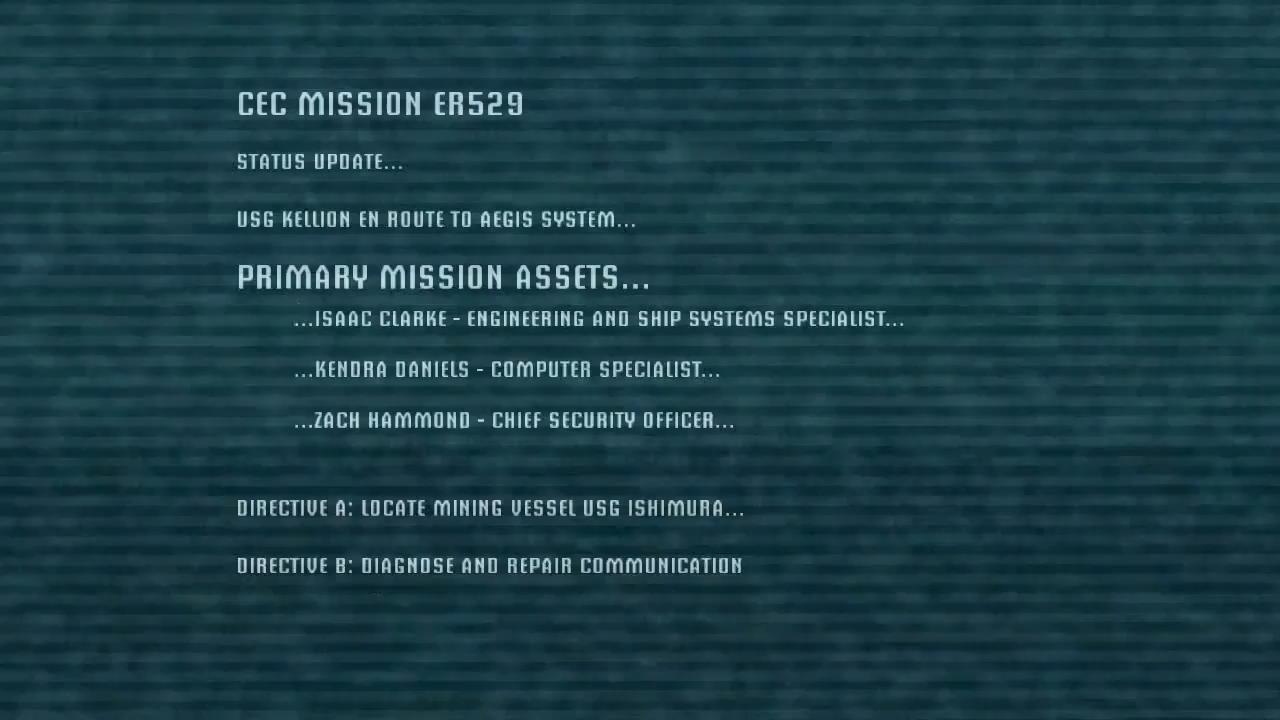 CEC MISSION ER529
STATUS UPDATE...
USG KELLION EN ROUTE TO AEGIS SYSTEM...
PRIMARY MISSION ASSETS...
...ISAAC CLARKE - ENGINEERING AND SHIP SYSTEMS SPECIALIST...
...KENDRA DANIELS - COMPUTER SPECIALIST...
...ZACH HAMMOND - CHIEF SECURITY OFFICER...
DIRECTIVE A: LOCATE MINING VESSEL USG ISHIMURA...
DIRECTIVE B: DIAGNOSE AND REPAIR COMMUNICATION